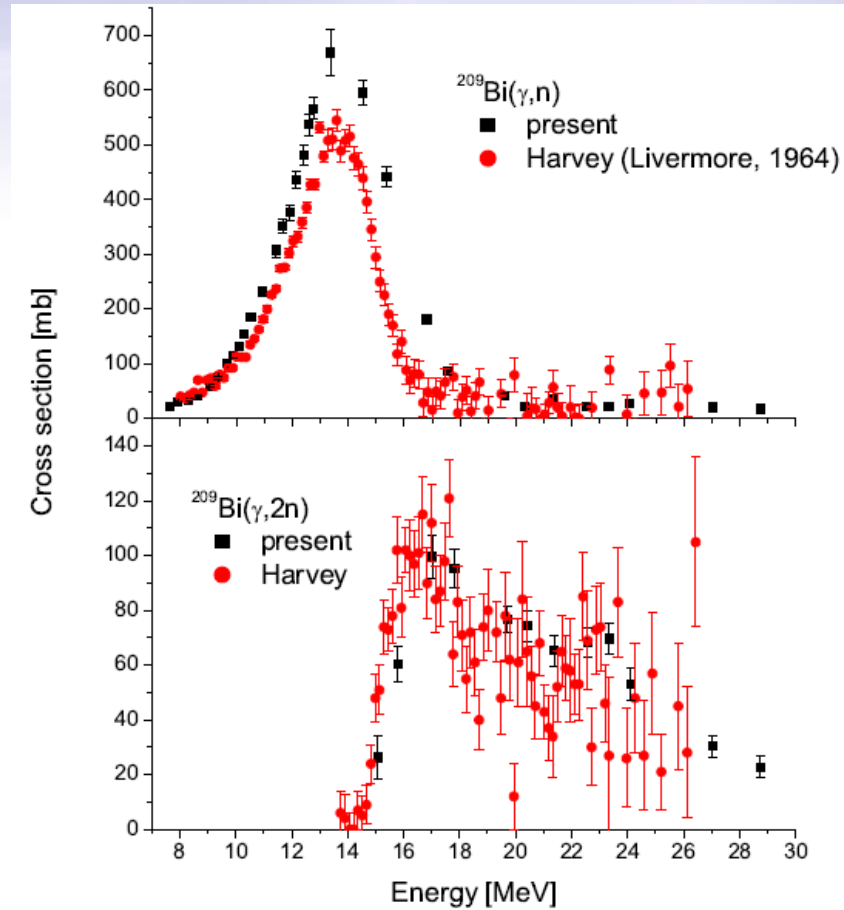 700
600
500
400
300
200
100
0
²⁰⁹Bi(γ,n)
present
Harvey (Livermore, 1964)
Cross section [mb]
140
120
100
80
60
40
20
0
²⁰⁹Bi(γ,2n)
present
Harvey
8 10 12 14 16 18 20 22 24 26 28 30
Energy [MeV]